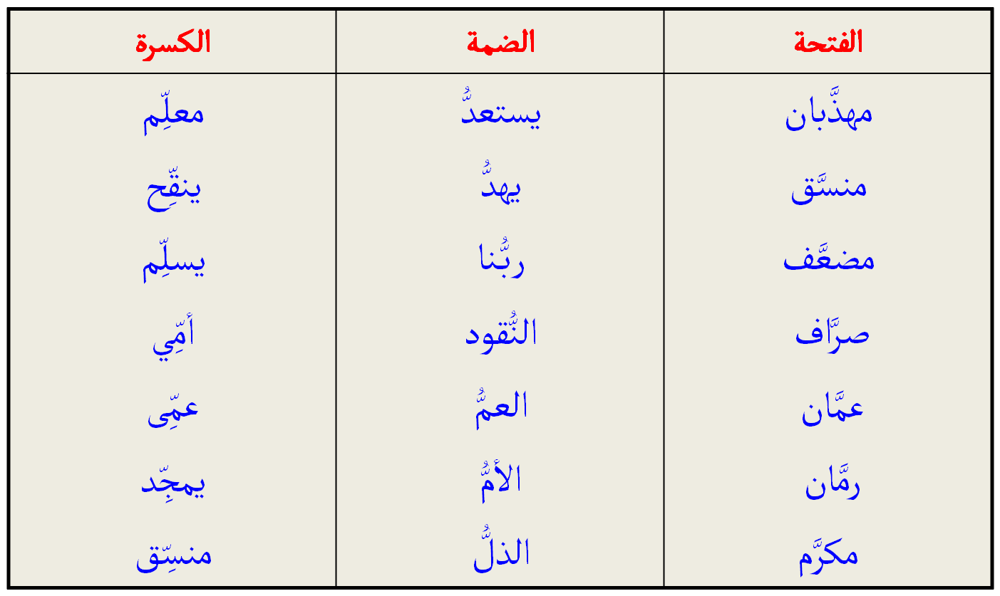 الفتحة الضمة الكسرة
مهذَّبان يستعدُّ معلِّم
منسَّق يهدُّ ينقِّح
مضعَّف ربُّنا يسلِّم
صرَّاف النُّقود أمِّي
عمَّان العمُّ عمِّى
رمَّان الأمُّ يمجِّد
مكرَّم الذلُّ منسِّق